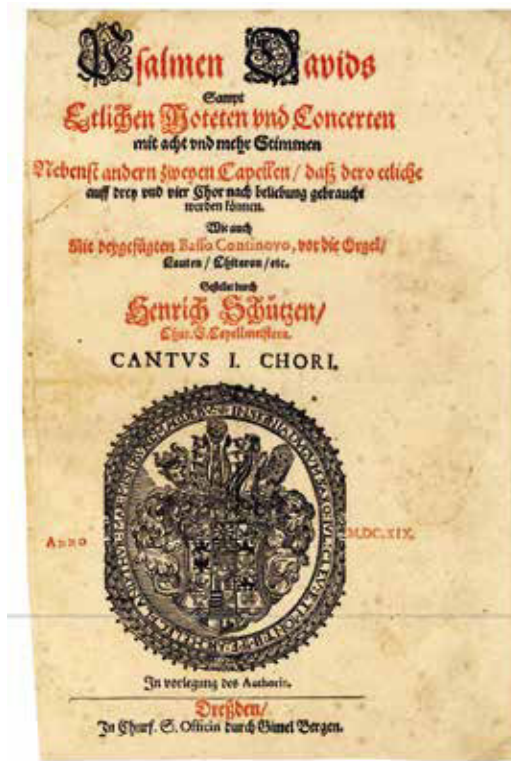 Psalmen Davids
Sampt
Etlichen Moteten vnd Concerten
mit acht vnd mehr Stimmen
Nebenst andern zweyen Capellen / daß dero etliche
auff drey vnd vier Chor nach beliebung gebraucht
werden können.
Wie auch
Mit beygefügten Basso Continovo, vor die Orgel /
Lauten / Chitaron / etc.
Gestellet durch
Henrich Schützen /
Chur. S. Capellmeistern.
CANTVS I. CHORI.
ANNO
M.DC.XIX.
In vorlegung des Authoris.
Dreßden /
In Churf. S. Officin durch Gimel Bergen.